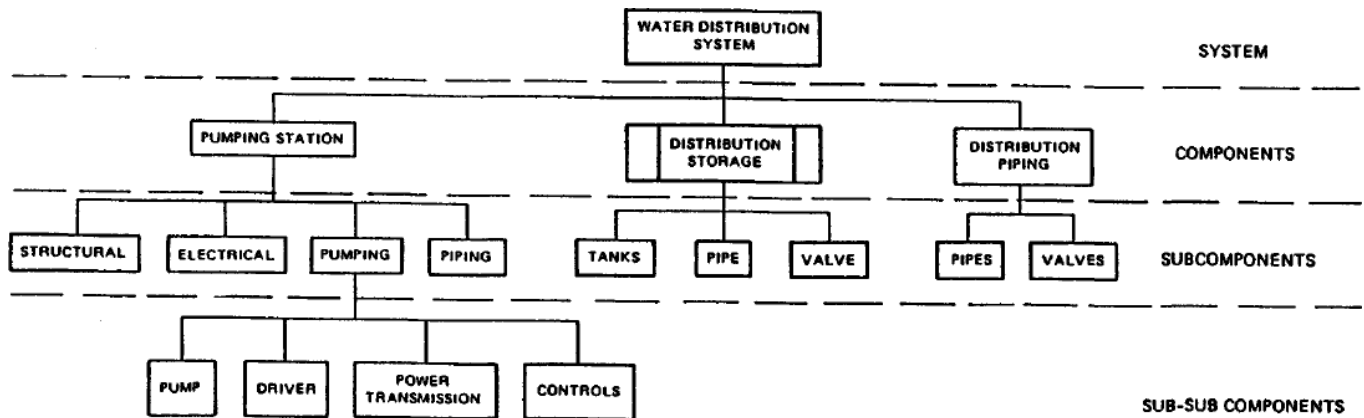 WATER DISTRIBUTION
SYSTEM
SYSTEM
PUMPING STATION
DISTRIBUTION
STORAGE
DISTRIBUTION
PIPING
COMPONENTS
STRUCTURAL
ELECTRICAL
PUMPING
PIPING
TANKS
PIPE
VALVE
PIPES
VALVES
SUBCOMPONENTS
PUMP
DRIVER
POWER
TRANSMISSION
CONTROLS
SUB-SUB COMPONENTS